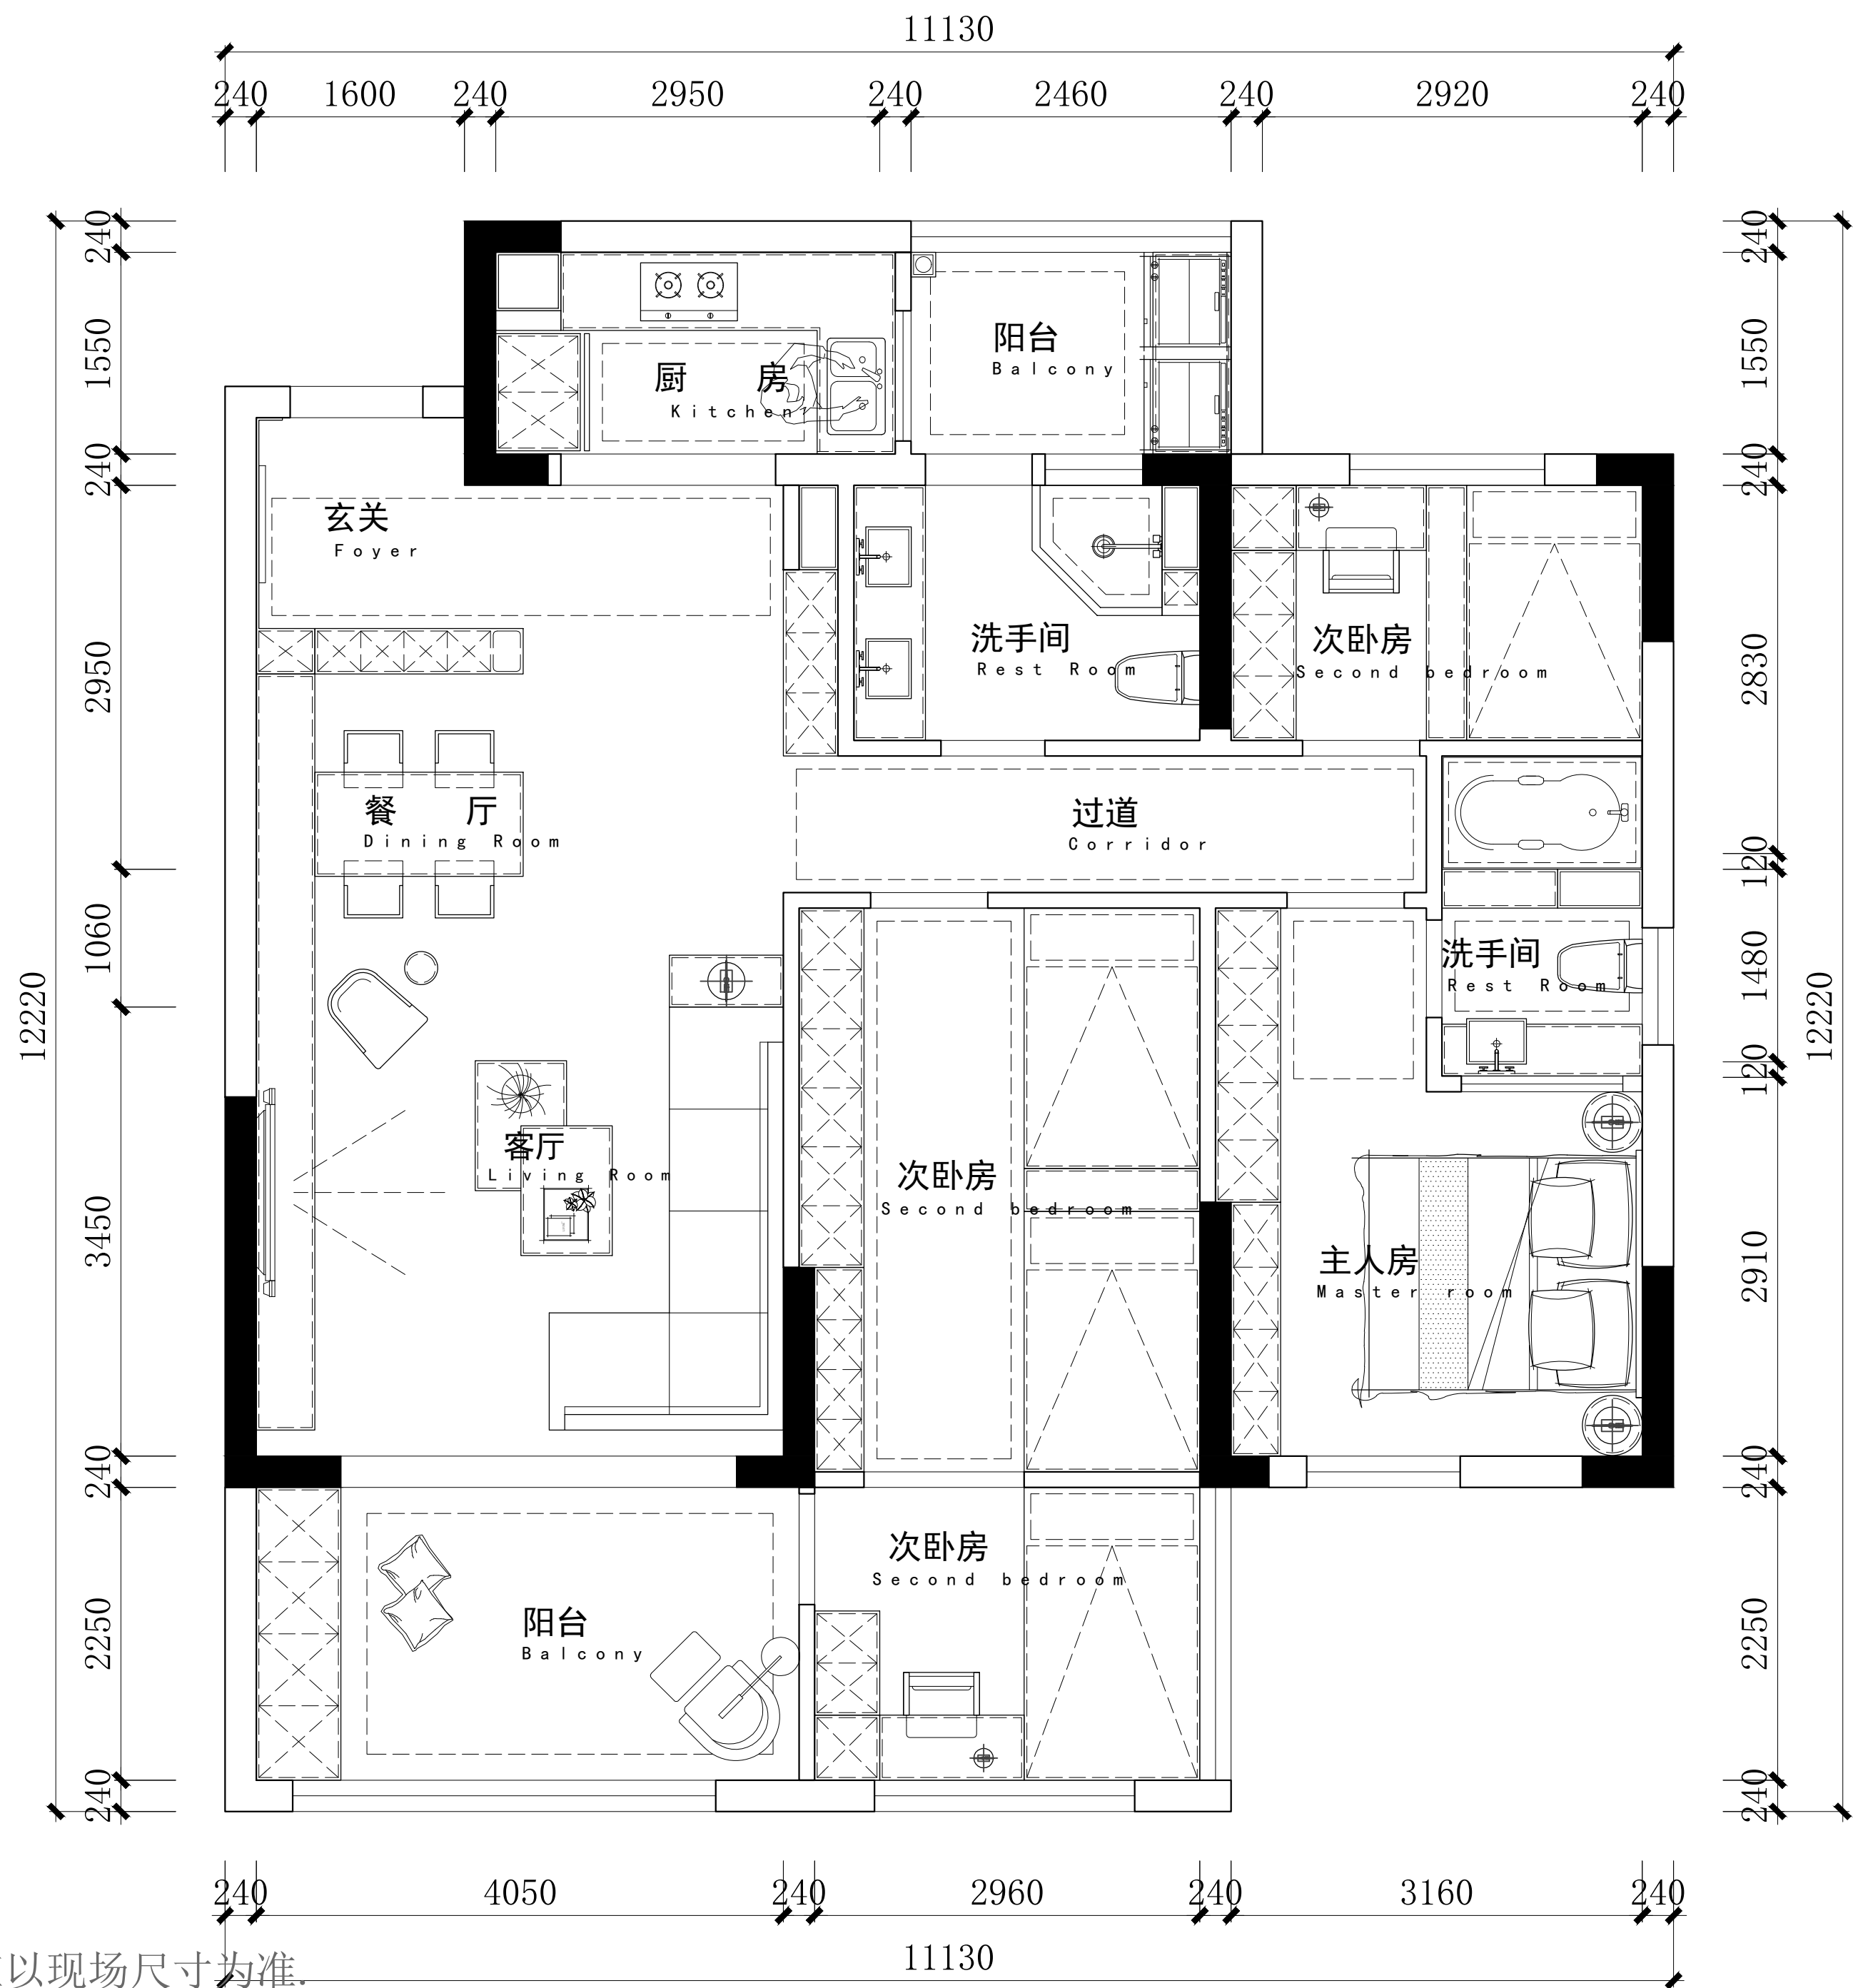 11130
240 1600 240 2950 240 2460 240 2920 240
240
1550
240
2950
1060
3450
240
2250
240
12220
240
1550
240
2830
120
1480
120
2910
240
2250
240
12220
阳台
Balcony
厨 房
Kitchen
玄关
Foyer
洗手间
Rest Room
次卧房
Second bedroom
餐 厅
Dining Room
过道
Corridor
洗手间
Rest Room
客厅
Living Room
次卧房
Second bedroom
主人房
Master room
次卧房
Second bedroom
阳台
Balcony
240 4050 240 2960 240 3160 240
11130
以现场尺寸为准.